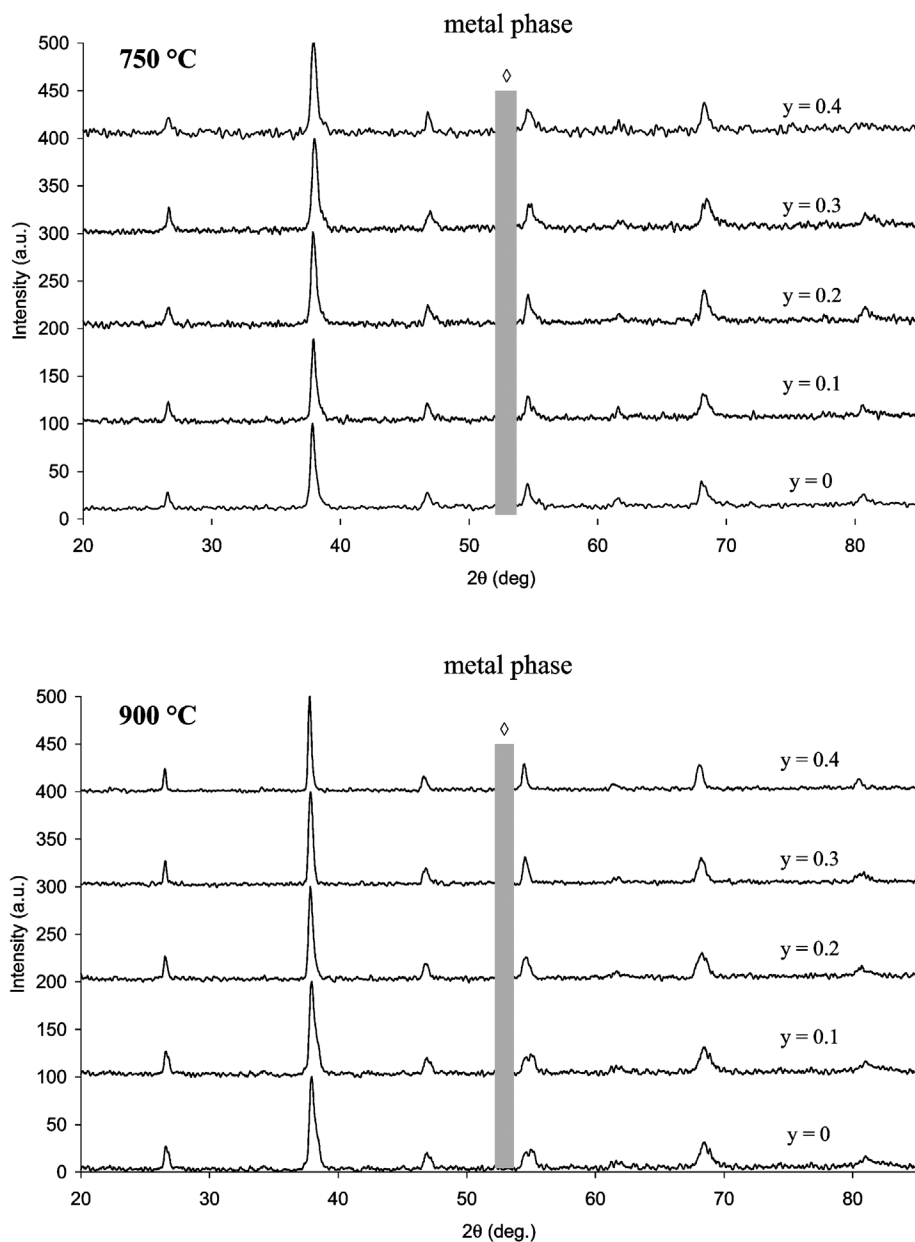 metal phase
500
750 °C
◊
450
y = 0.4
400
350
y = 0.3
300
Intensity (a.u.)
250
y = 0.2
200
150
y = 0.1
100
50
y = 0
0
20 30 40 50 60 70 80
2θ (deg)
metal phase
500
900 °C
◊
450
y = 0.4
400
350
y = 0.3
300
Intensity (a.u.)
250
y = 0.2
200
150
y = 0.1
100
50
y = 0
0
20 30 40 50 60 70 80
2θ (deg.)